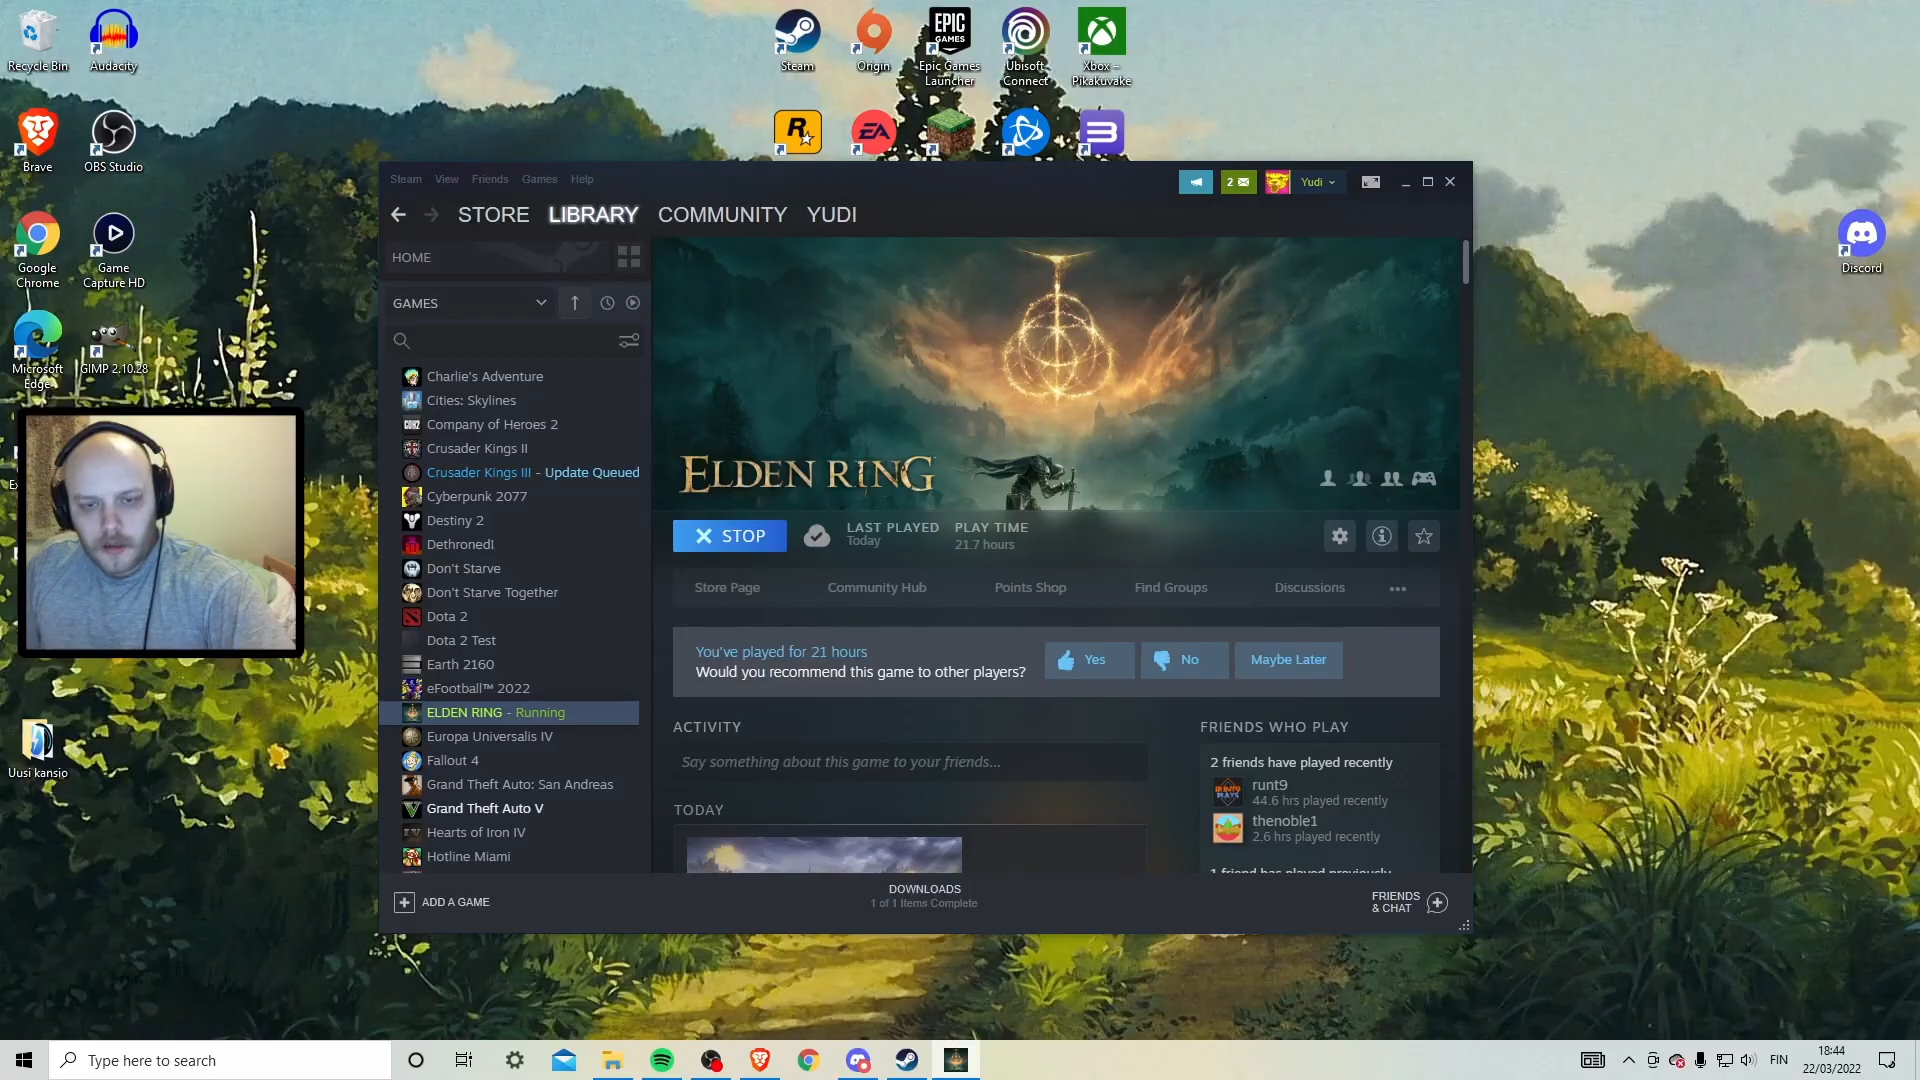 Recycle Bin
Audacity
Steam
Origin
Epic Games
Launcher
Ubisoft
Connect
Xbox –
Pikakuvake
EPIC
GAMES
EA
Brave
OBS Studio
Google
Chrome
Game
Capture HD
Microsoft
Edge
GIMP 2.10.28
Uusi kansio
Discord
Steam View Friends Games Help
2
Yudi
STORE LIBRARY COMMUNITY YUDI
HOME
GAMES
Charlie's Adventure
Cities: Skylines
Company of Heroes 2
Crusader Kings II
Crusader Kings III - Update Queued
Cyberpunk 2077
Destiny 2
Dethroned!
Don't Starve
Don't Starve Together
Dota 2
Dota 2 Test
Earth 2160
eFootball™ 2022
ELDEN RING - Running
Europa Universalis IV
Fallout 4
Grand Theft Auto: San Andreas
Grand Theft Auto V
Hearts of Iron IV
Hotline Miami
ELDEN RING
STOP
LAST PLAYED
Today
PLAY TIME
21.7 hours
Store Page
Community Hub
Points Shop
Find Groups
Discussions
You've played for 21 hours
Would you recommend this game to other players?
Yes
No
Maybe Later
ACTIVITY
Say something about this game to your friends...
TODAY
FRIENDS WHO PLAY
2 friends have played recently
runt9
44.6 hrs played recently
thenoble1
2.6 hrs played recently
1 friend has played previously
ADD A GAME
DOWNLOADS
1 of 1 Items Complete
FRIENDS
& CHAT
Type here to search
FIN
18:44
22/03/2022